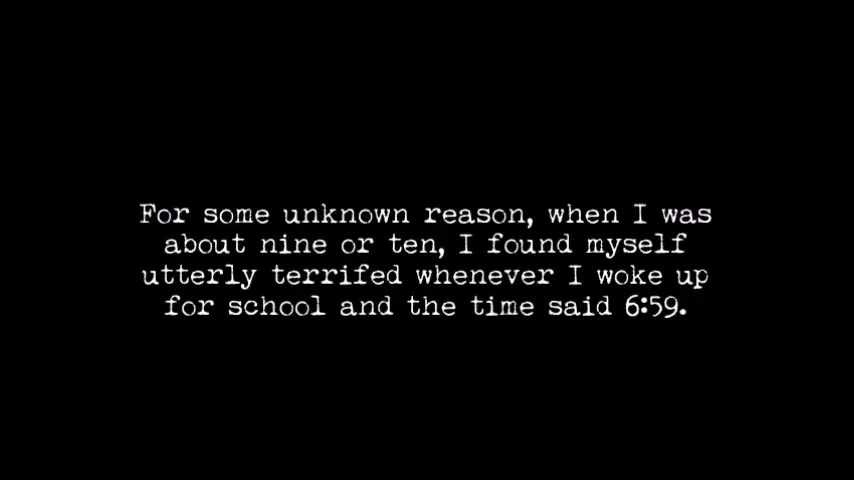 For some unknown reason, when I was
about nine or ten, I found myself
utterly terrifed whenever I woke up
for school and the time said 6:59.